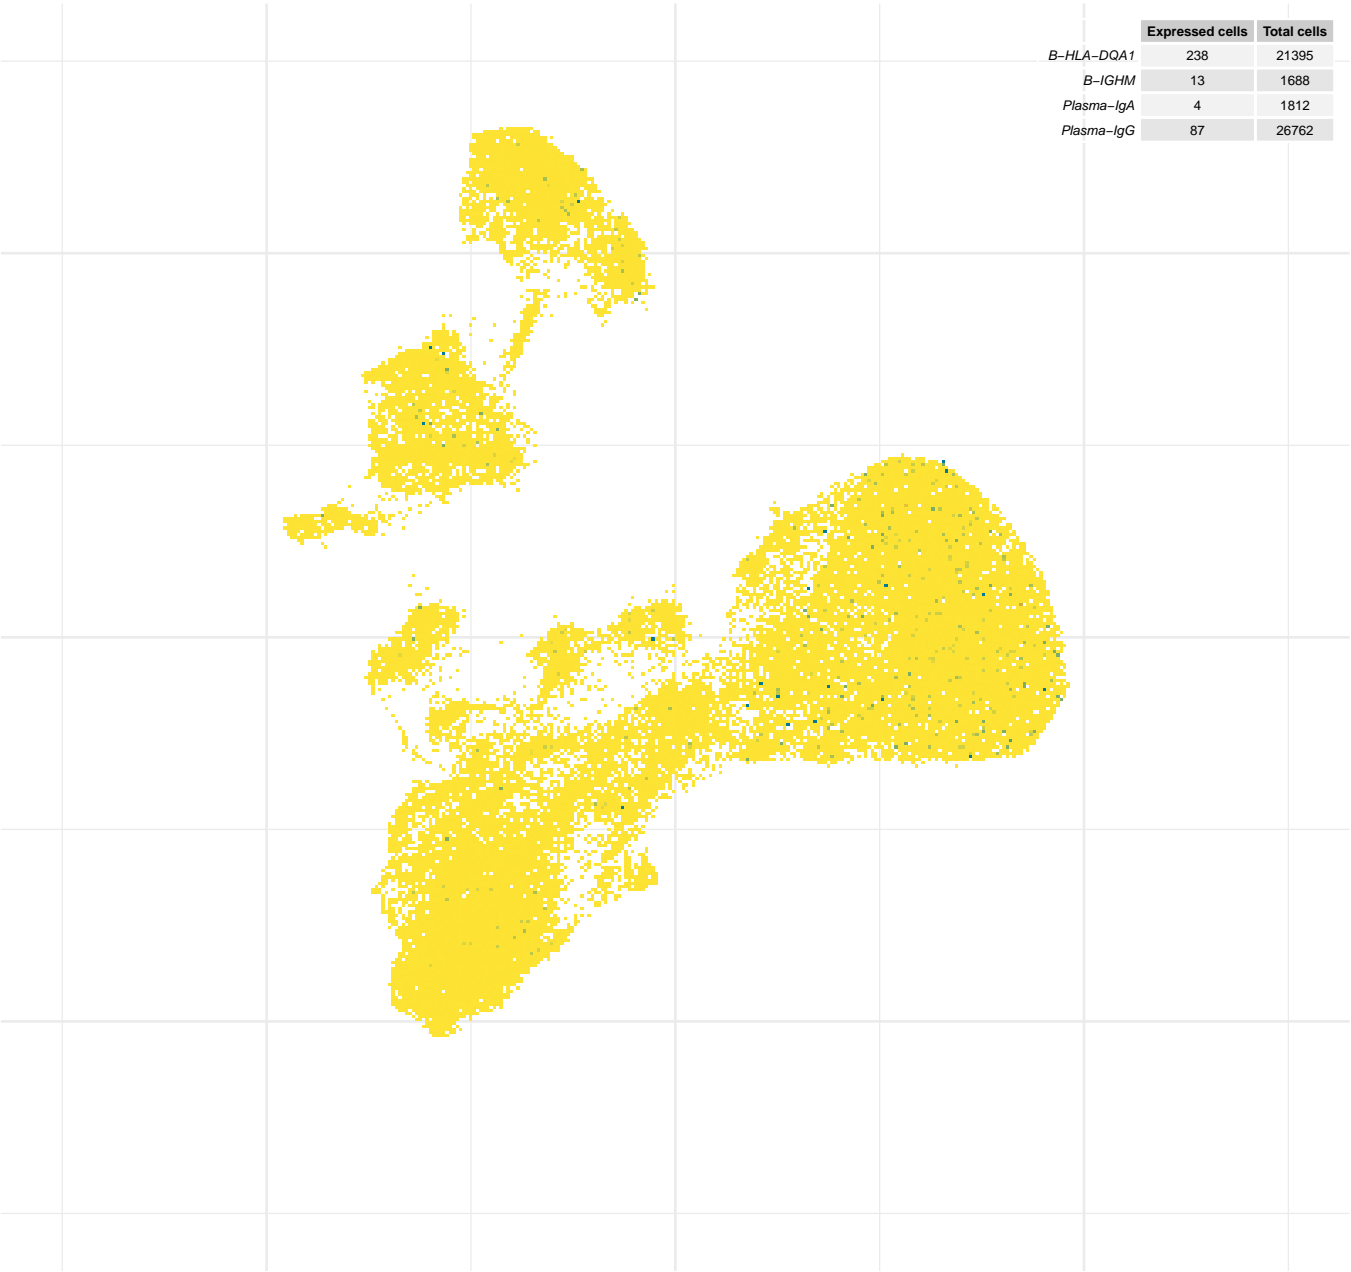 Expressed cells Total cells
B−HLA−DQA1 238 21395
B−IGHM 13 1688
Plasma−IgA 4 1812
Plasma−IgG 87 26762